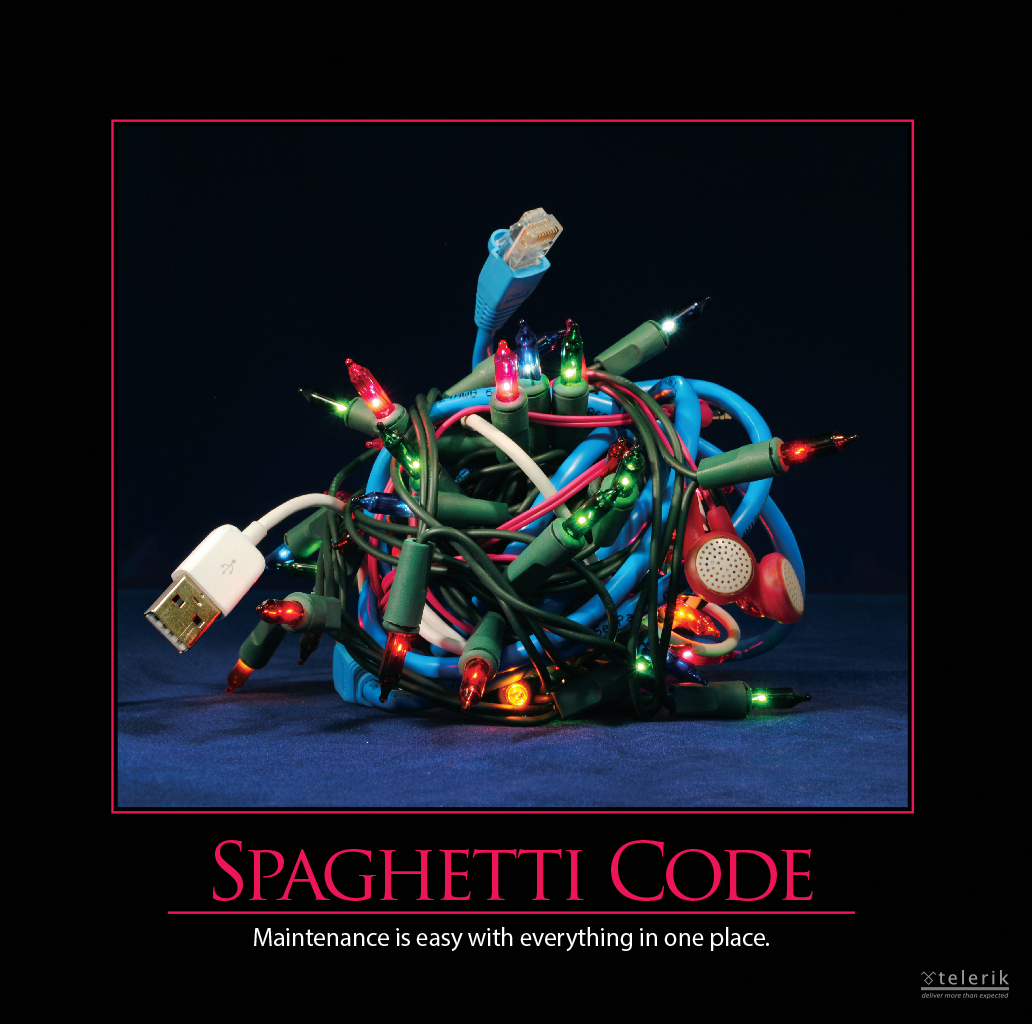 SPAGHETTI CODE
Maintenance is easy with everything in one place.
telerik
deliver more than expected